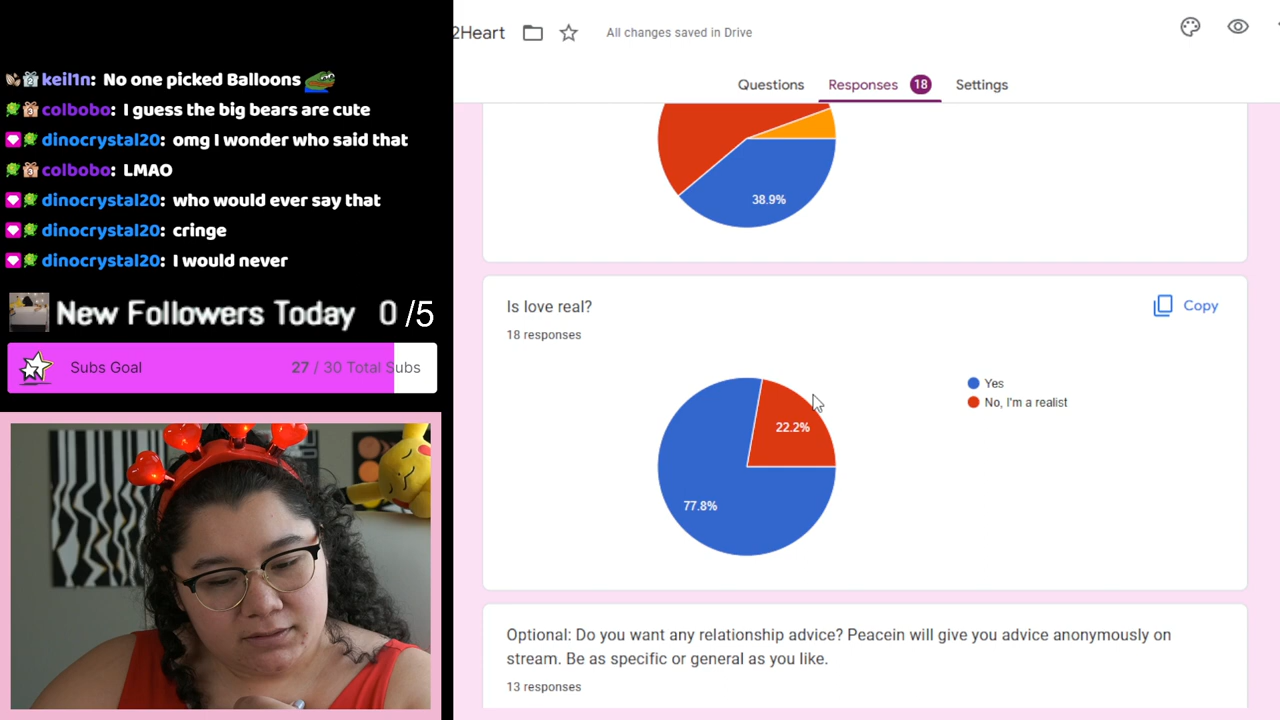 keil1n: No one picked Balloons
colbobo: I guess the big bears are cute
dinocrystal20: omg I wonder who said that
colbobo: LMAO
dinocrystal20: who would ever say that
dinocrystal20: cringe
dinocrystal20: I would never
New Followers Today 0 /5
Subs Goal 27 / 30 Total Subs
2Heart All changes saved in Drive
Questions Responses 18 Settings
38.9%
Is love real? Copy
18 responses
Yes
No, I'm a realist
22.2%
77.8%
Optional: Do you want any relationship advice? Peacein will give you advice anonymously on
stream. Be as specific or general as you like.
13 responses